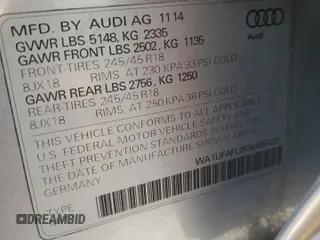 MFD. BY AUDI AG 1114
GVWR LBS 5148, KG 2335
GAWR FRONT LBS 2502, KG 1135
FRONT-TIRES 245/45 R18
8JX18 RIMS, AT 230 KPA 33 PSI COLD
GAWR REAR LBS 2756, KG 1250
REAR-TIRES 245/45 R18
8JX18 RIMS, AT 250 KPA 36 PSI COLD
THIS VEHICLE CONFORMS TO ALL APPLICABLE
U.S. FEDERAL MOTOR VEHICLE SAFETY
STANDARDS IN EFFECT ON THE
DATE OF MANUFACTURE SHOWN ABOVE.
GERMANY
Audi
DREAMBID